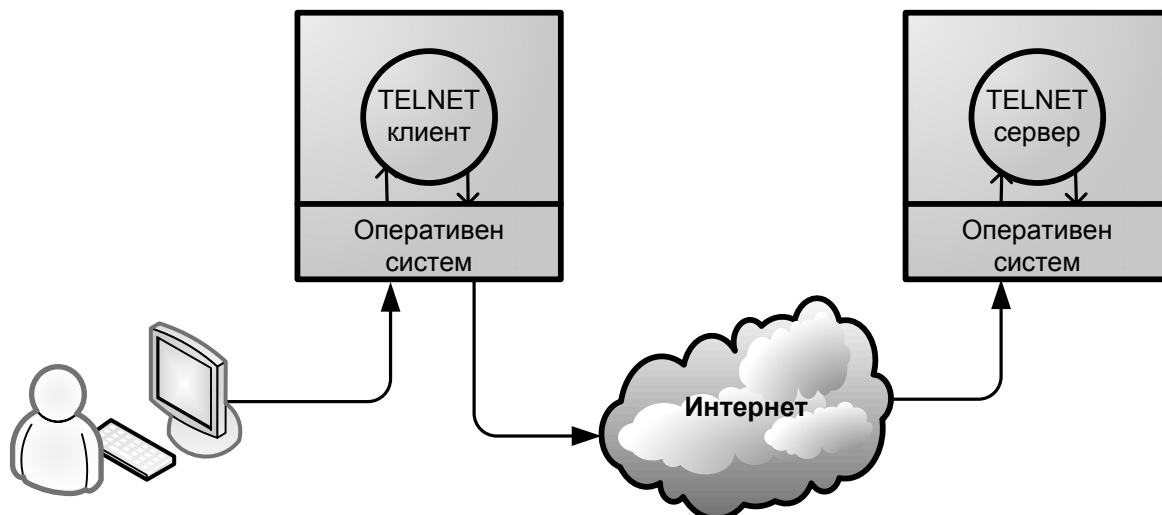 TELNET
клиент
Оперативен
систем
TELNET
сервер
Оперативен
систем
Интернет